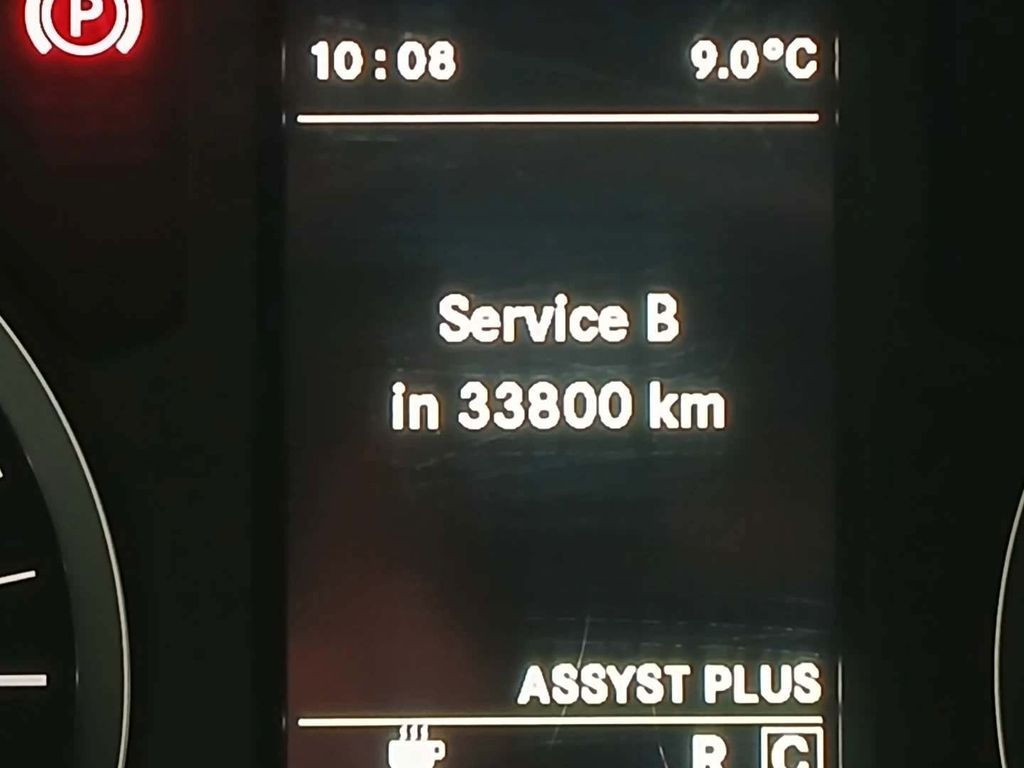 P
10:08 9.0°C
Service B
in 33800 km
ASSYST PLUS
R C